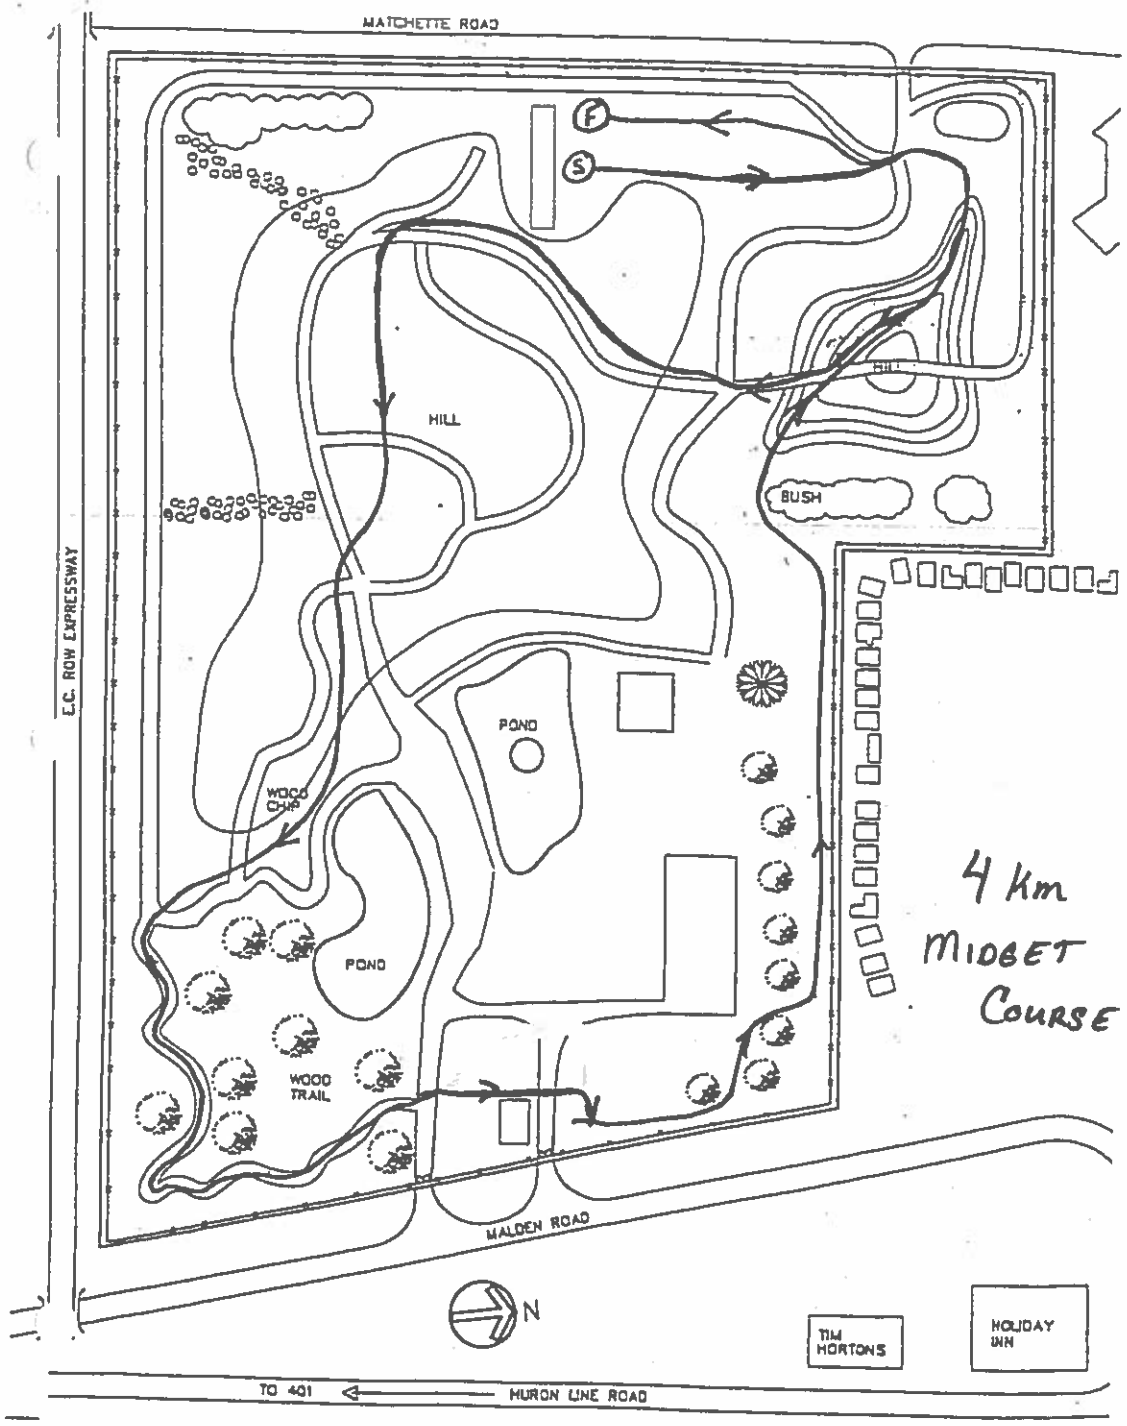 MATCHETTE ROAD
F
S
HILL
HILL
BUSH
E.C. ROW EXPRESSWAY
POND
WOOD
CHIP
4 Km
MIDGET
COURSE
POND
WOOD
TRAIL
MALDEN ROAD
N
TIM
HORTONS
HOLIDAY
INN
TO 401
HURON LINE ROAD